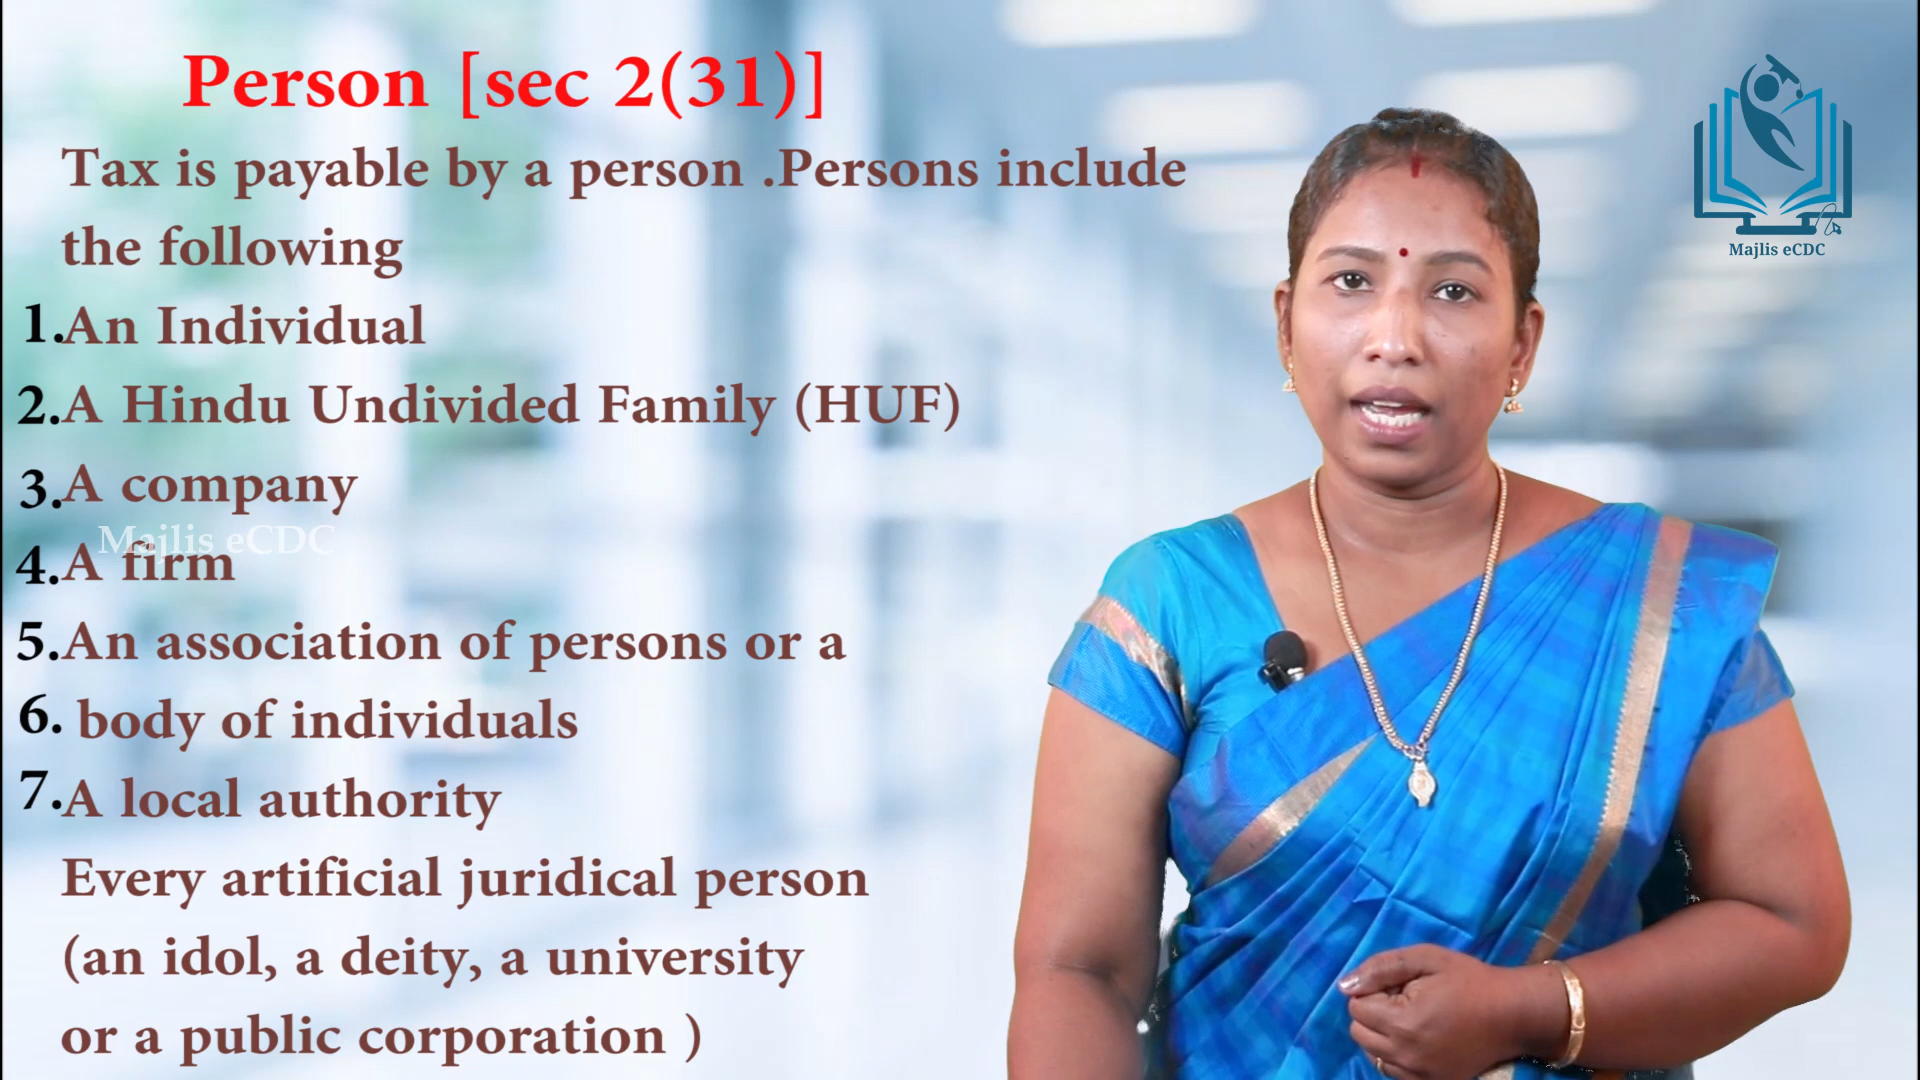 Person [sec 2(31)]
Tax is payable by a person .Persons include
the following
1.An Individual
2.A Hindu Undivided Family (HUF)
3.A company
Majlis eCDC
4.A firm
5.An association of persons or a
6. body of individuals
7.A local authority
Every artificial juridical person
(an idol, a deity, a university
or a public corporation )
Majlis eCDC